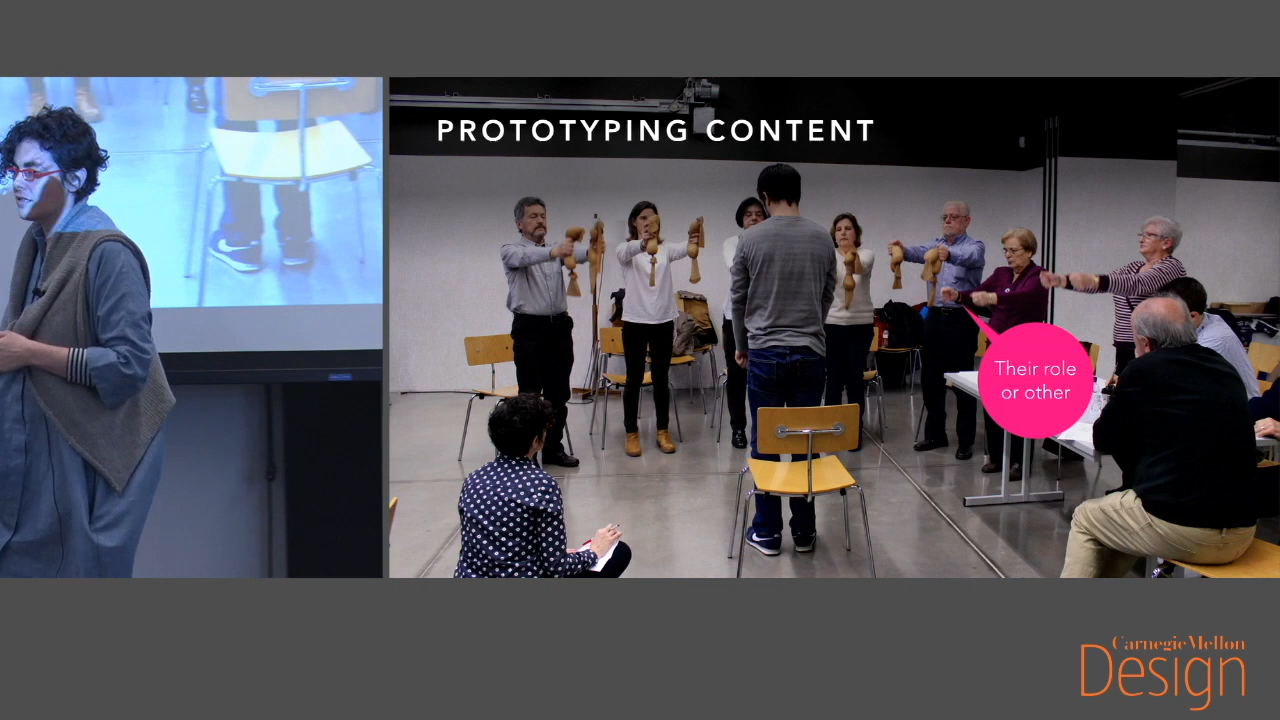 PROTOTYPING CONTENT
Their role
or other
Carnegie Mellon
Design